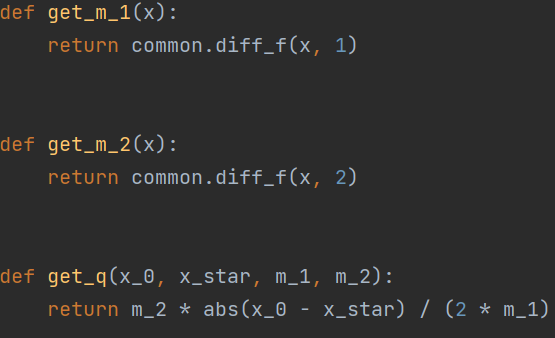 def get_m_1(x):
    return common.diff_f(x, 1)
def get_m_2(x):
    return common.diff_f(x, 2)
def get_q(x_0, x_star, m_1, m_2):
    return m_2 * abs(x_0 - x_star) / (2 * m_1)